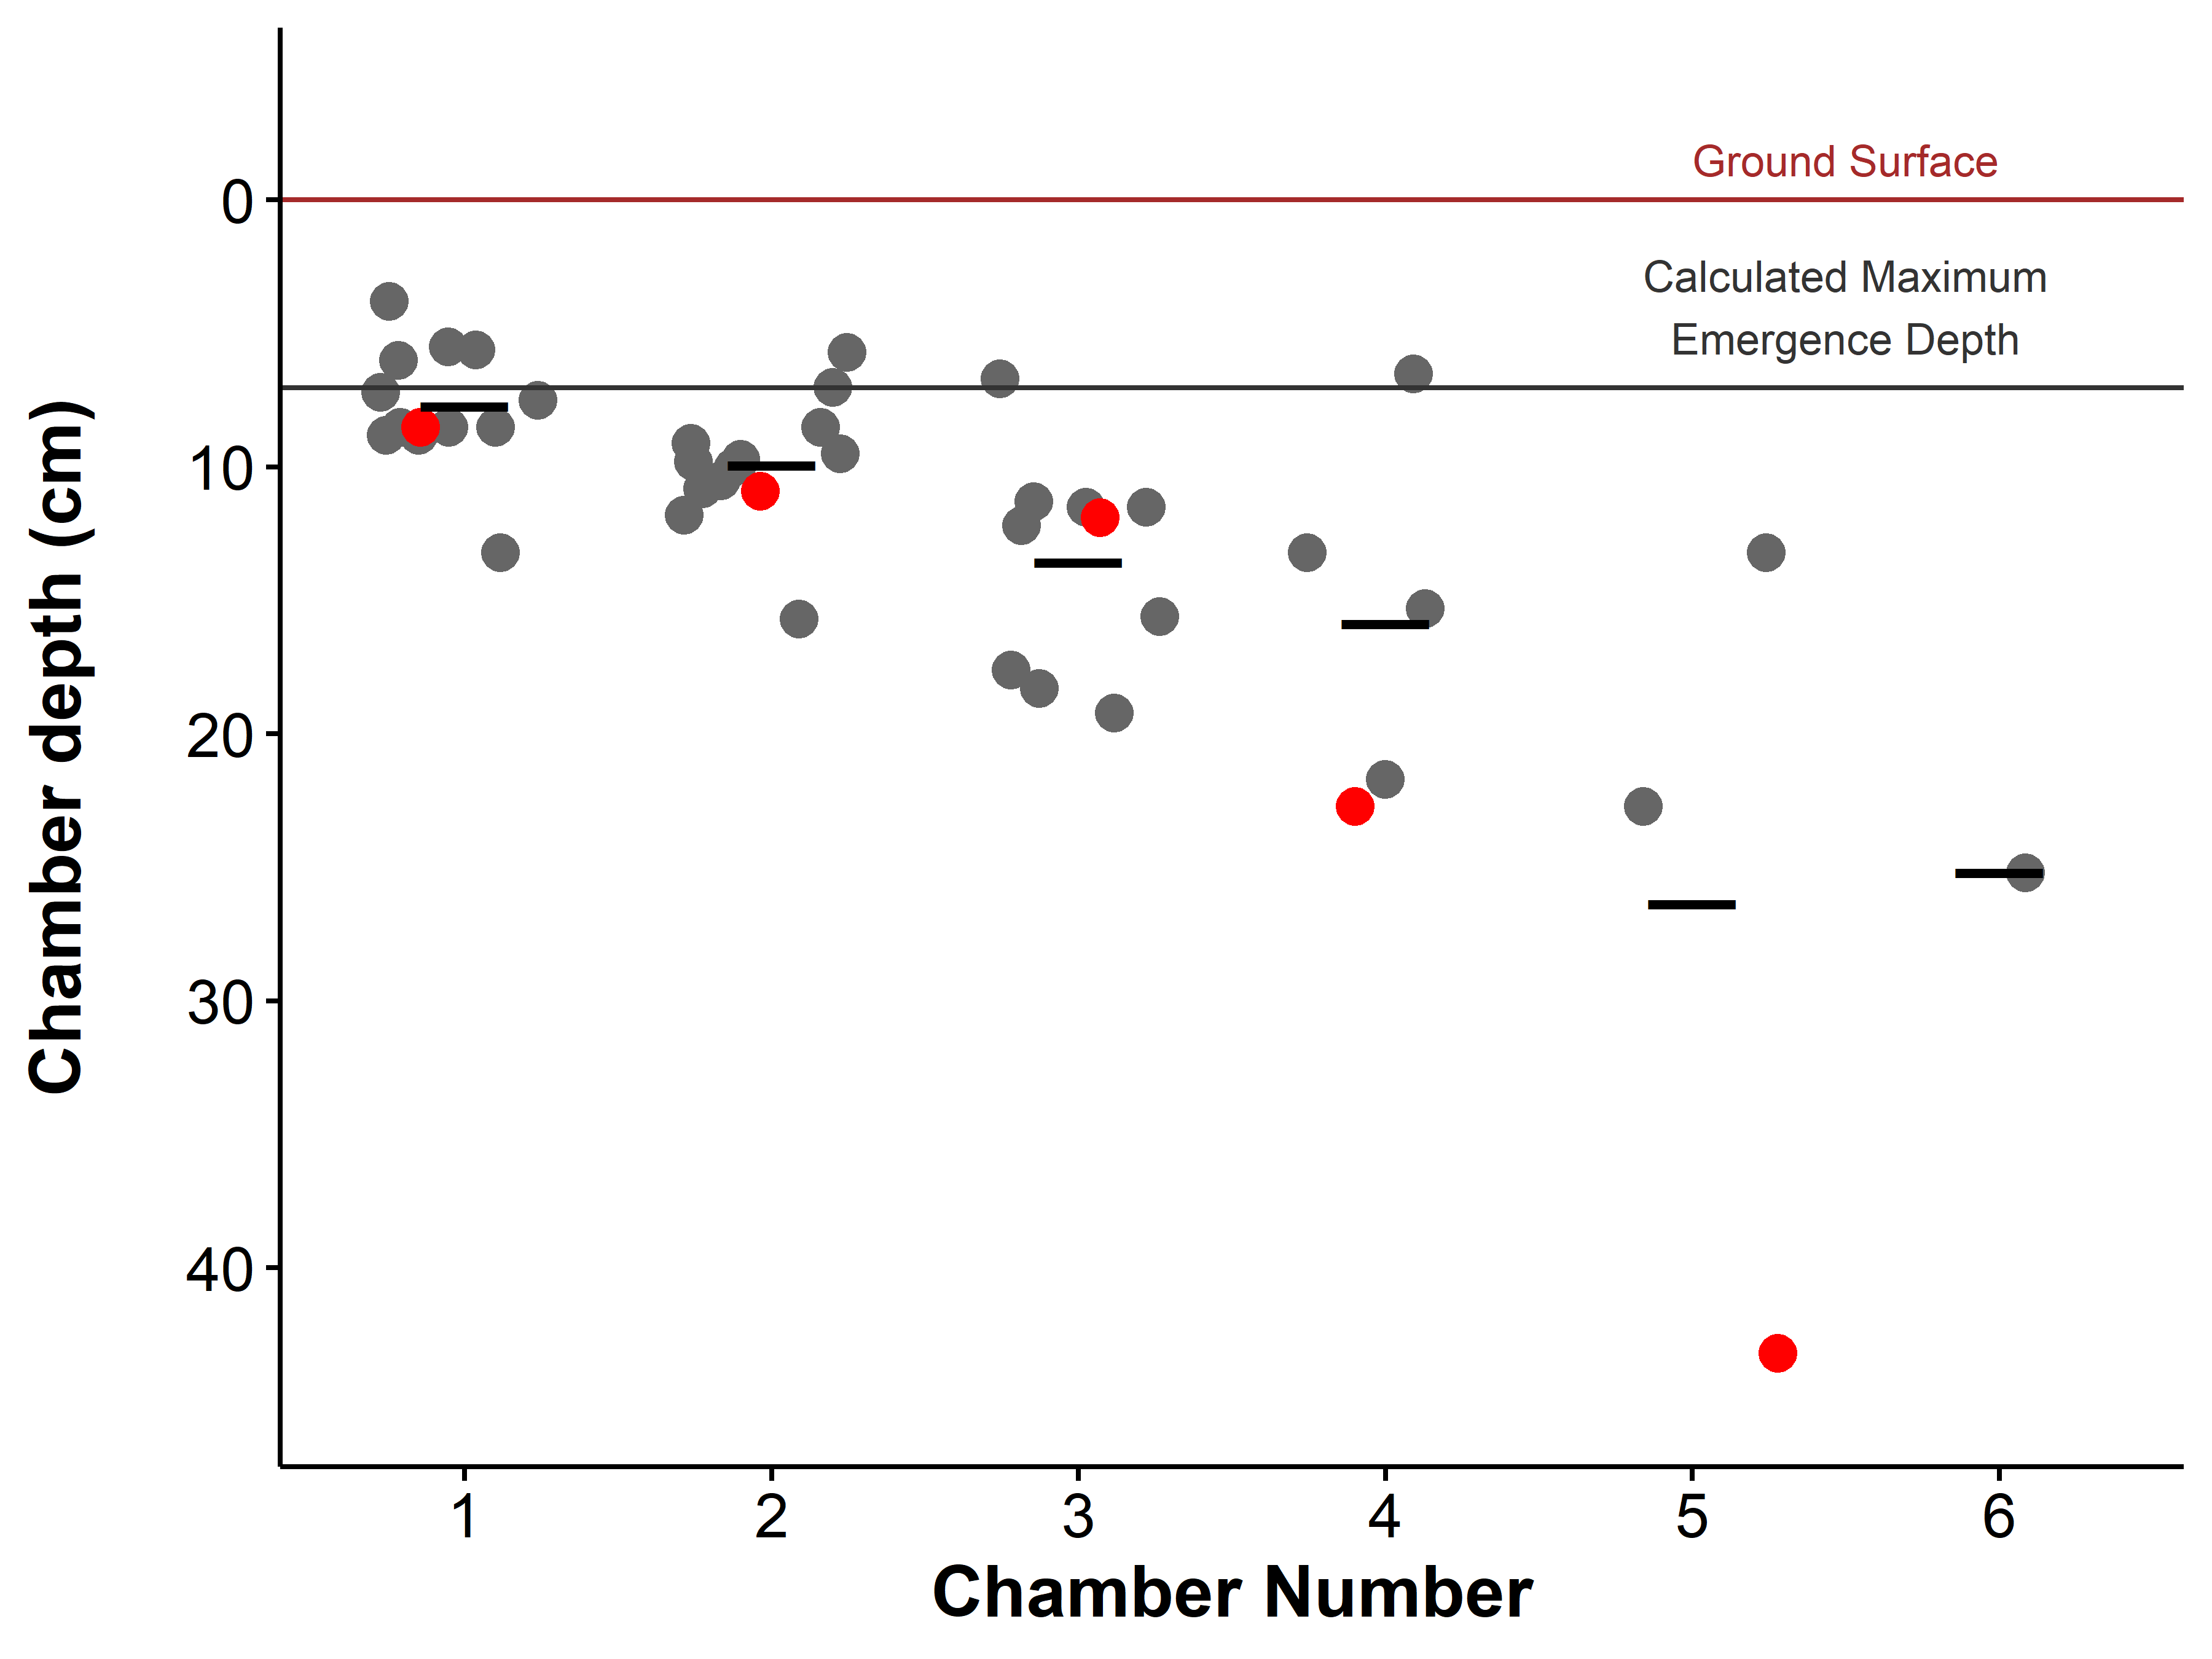 Ground Surface
0
Calculated Maximum
Emergence Depth
10
20
30
40
Chamber depth (cm)
1 2 3 4 5 6
Chamber Number